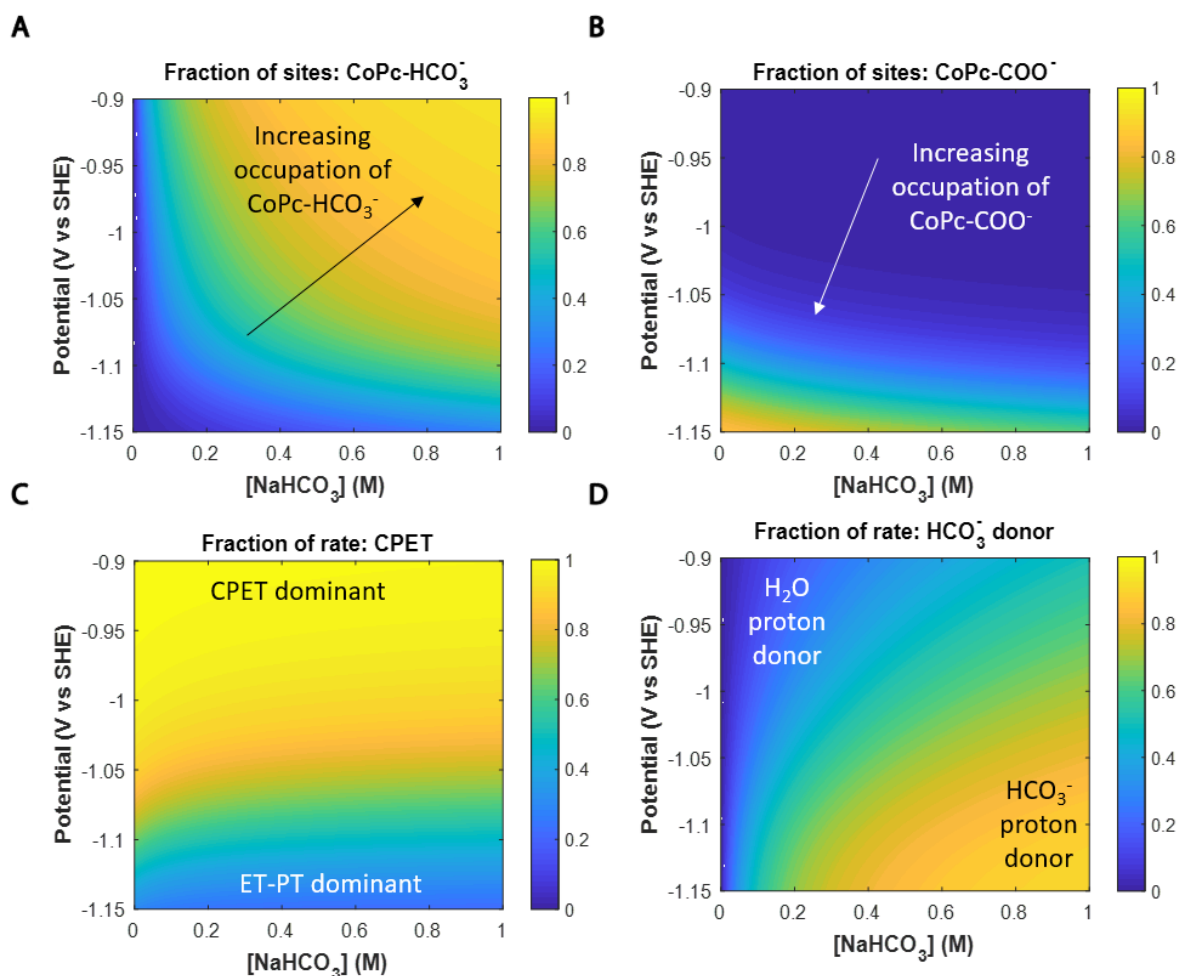 A
Fraction of sites: CoPc-HCO₃⁻
Potential (V vs SHE)
-0.9
-0.95
-1
-1.05
-1.1
-1.15
Increasing
occupation of
CoPc-HCO₃⁻
0 0.2 0.4 0.6 0.8 1
[NaHCO₃] (M)
1
0.8
0.6
0.4
0.2
0
B
Fraction of sites: CoPc-COO⁻
Potential (V vs SHE)
-0.9
-0.95
-1
-1.05
-1.1
-1.15
Increasing
occupation of
CoPc-COO⁻
0 0.2 0.4 0.6 0.8 1
[NaHCO₃] (M)
1
0.8
0.6
0.4
0.2
0
C
Fraction of rate: CPET
Potential (V vs SHE)
-0.9
-0.95
-1
-1.05
-1.1
-1.15
CPET dominant
ET-PT dominant
0 0.2 0.4 0.6 0.8 1
[NaHCO₃] (M)
1
0.8
0.6
0.4
0.2
0
D
Fraction of rate: HCO₃⁻ donor
Potential (V vs SHE)
-0.9
-0.95
-1
-1.05
-1.1
-1.15
H₂O
proton
donor
HCO₃⁻
proton
donor
0 0.2 0.4 0.6 0.8 1
[NaHCO₃] (M)
1
0.8
0.6
0.4
0.2
0